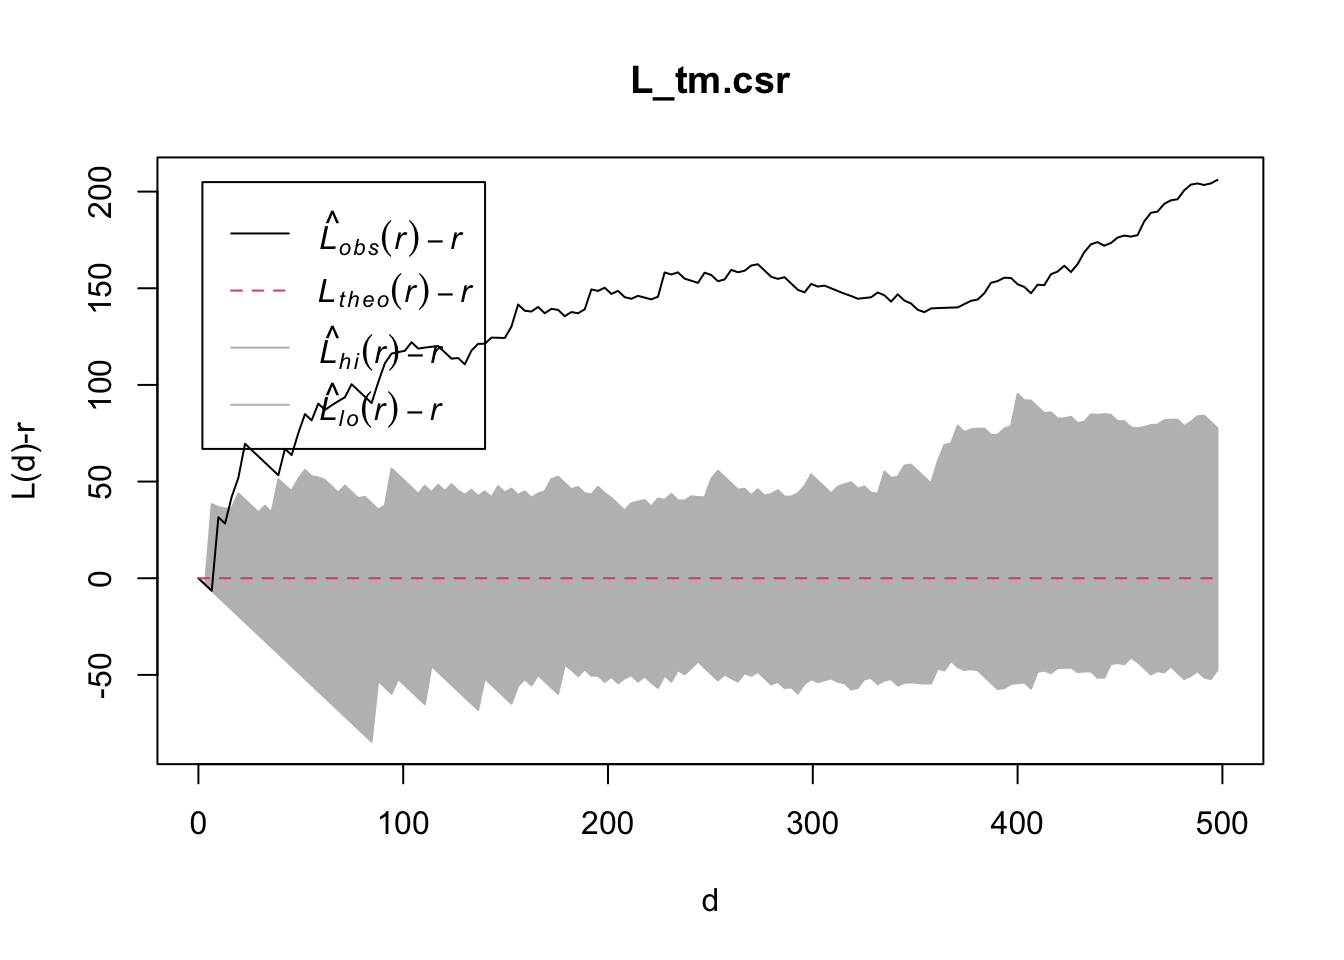 L_tm.csr
L̂obs(r) – r
Ltheo(r) – r
L̂hi(r) – r
L̂lo(r) – r
L(d)-r
200
150
100
50
0
-50
0 100 200 300 400 500
d